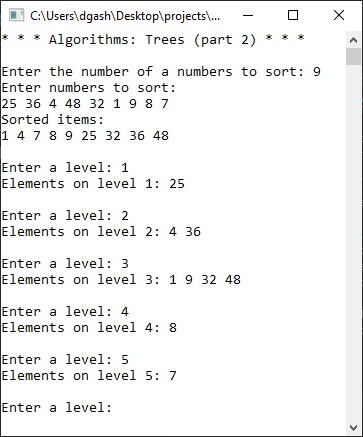 C:\Users\dgash\Desktop\projects\...
* * * Algorithms: Trees (part 2) * * *
Enter the number of a numbers to sort: 9
Enter numbers to sort:
25 36 4 48 32 1 9 8 7
Sorted items:
1 4 7 8 9 25 32 36 48
Enter a level: 1
Elements on level 1: 25
Enter a level: 2
Elements on level 2: 4 36
Enter a level: 3
Elements on level 3: 1 9 32 48
Enter a level: 4
Elements on level 4: 8
Enter a level: 5
Elements on level 5: 7
Enter a level: